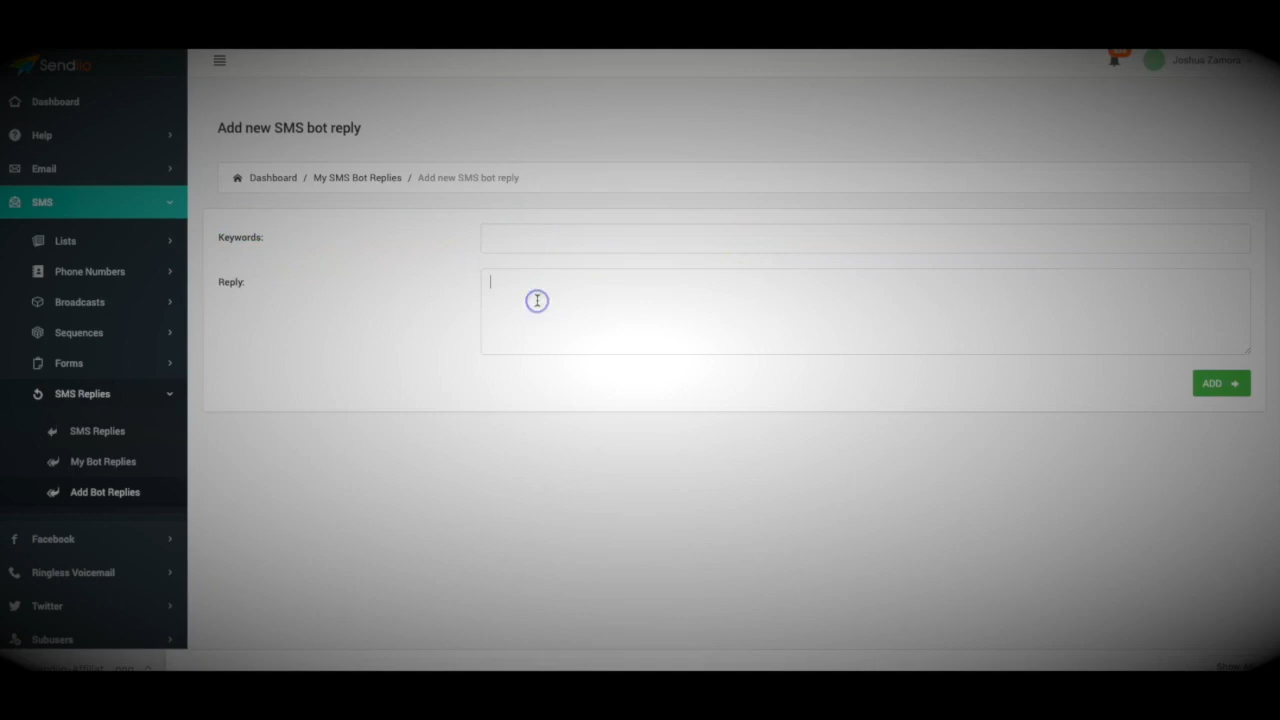 Sendiio
Joshua Zamora
Dashboard
Help
Email
SMS
Lists
Phone Numbers
Broadcasts
Sequences
Forms
SMS Replies
SMS Replies
My Bot Replies
Add Bot Replies
Facebook
Ringless Voicemail
Twitter
Subusers
Add new SMS bot reply
Dashboard / My SMS Bot Replies / Add new SMS bot reply
Keywords:
Reply:
ADD